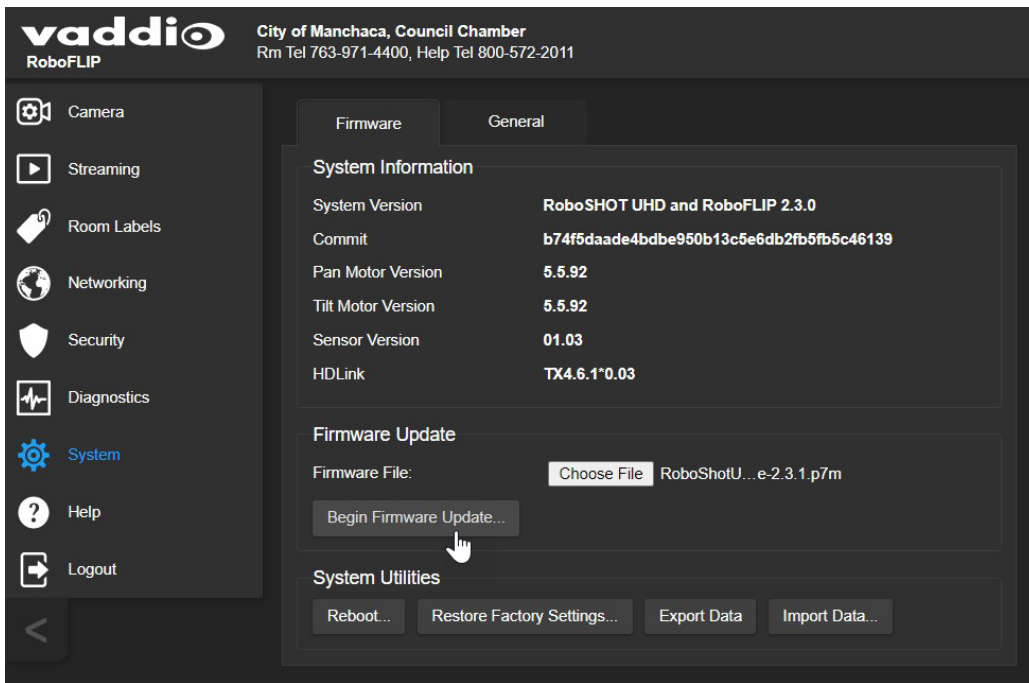 vaddio
RoboFLIP
City of Manchaca, Council Chamber
Rm Tel 763-971-4400, Help Tel 800-572-2011
Camera
Streaming
Room Labels
Networking
Security
Diagnostics
System
Help
Logout
<
Firmware
General
System Information
System Version RoboSHOT UHD and RoboFLIP 2.3.0
Commit b74f5daade4bdbe950b13c5e6db2fb5fb5c46139
Pan Motor Version 5.5.92
Tilt Motor Version 5.5.92
Sensor Version 01.03
HDLink TX4.6.1*0.03
Firmware Update
Firmware File: Choose File RoboShotU...e-2.3.1.p7m
Begin Firmware Update...
System Utilities
Reboot... Restore Factory Settings... Export Data Import Data...